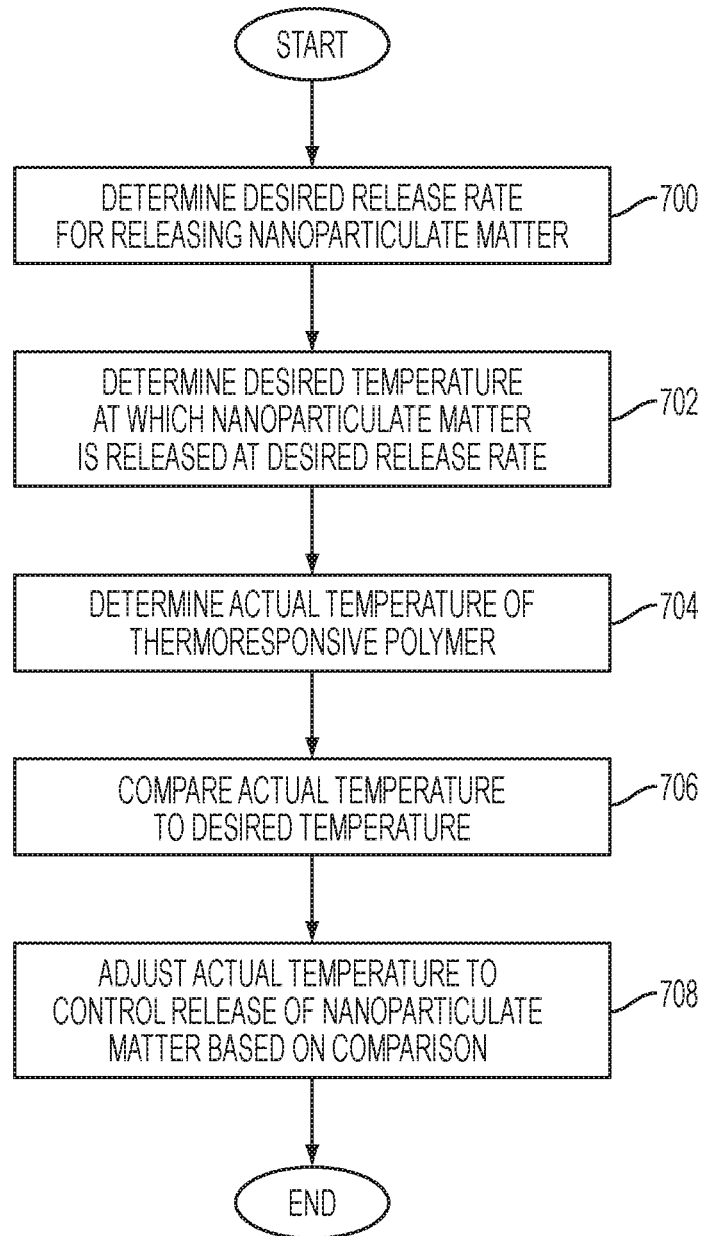 START
DETERMINE DESIRED RELEASE RATE
FOR RELEASING NANOPARTICULATE MATTER
700
DETERMINE DESIRED TEMPERATURE
AT WHICH NANOPARTICULATE MATTER
IS RELEASED AT DESIRED RELEASE RATE
702
DETERMINE ACTUAL TEMPERATURE OF
THERMORESPONSIVE POLYMER
704
COMPARE ACTUAL TEMPERATURE
TO DESIRED TEMPERATURE
706
ADJUST ACTUAL TEMPERATURE TO
CONTROL RELEASE OF NANOPARTICULATE
MATTER BASED ON COMPARISON
708
END